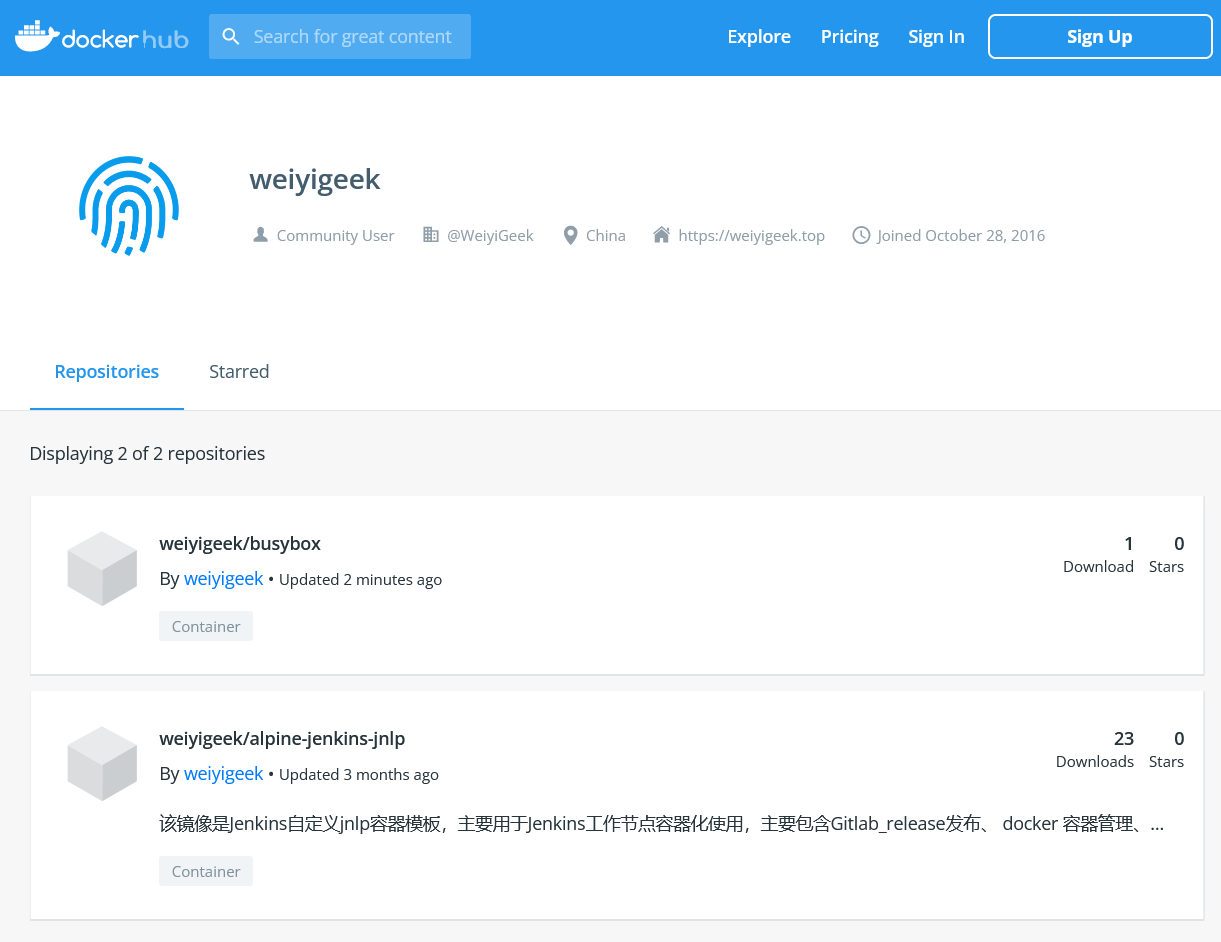 docker hub Search for great content Explore Pricing Sign In Sign Up
weiyigeek
Community User @WeiyiGeek China https://weiyigeek.top Joined October 28, 2016
Repositories Starred
Displaying 2 of 2 repositories
weiyigeek/busybox 1 0
Download Stars
By weiyigeek • Updated 2 minutes ago
Container
weiyigeek/alpine-jenkins-jnlp 23 0
Downloads Stars
By weiyigeek • Updated 3 months ago
该镜像是Jenkins自定义jnlp容器模板，主要用于Jenkins工作节点容器化使用，主要包含Gitlab_release发布、 docker 容器管理、...
Container